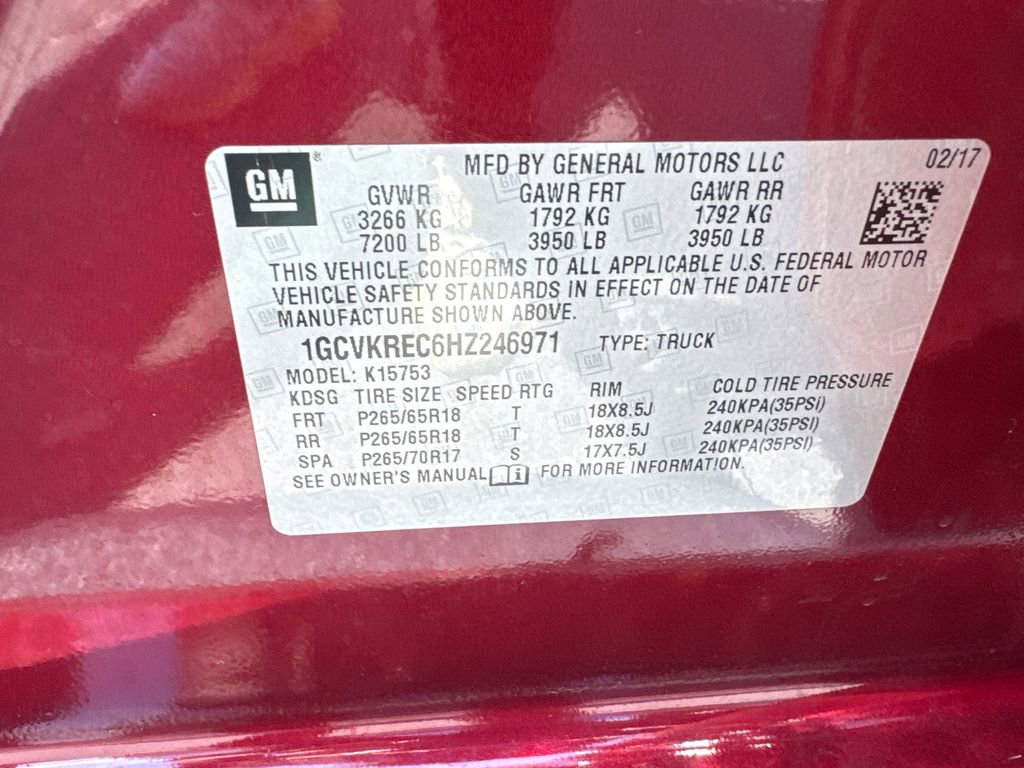 GM® MFD BY GENERAL MOTORS LLC 02/17
GVWR GAWR FRT GAWR RR
3266 KG 1792 KG 1792 KG
7200 LB 3950 LB 3950 LB
THIS VEHICLE CONFORMS TO ALL APPLICABLE U.S. FEDERAL MOTOR
VEHICLE SAFETY STANDARDS IN EFFECT ON THE DATE OF
MANUFACTURE SHOWN ABOVE.
1GCVKREC6HZ246971 TYPE: TRUCK
MODEL: K15753
KDSG TIRE SIZE SPEED RTG RIM COLD TIRE PRESSURE
FRT P265/65R18 T 18X8.5J 240KPA(35PSI)
RR P265/65R18 T 18X8.5J 240KPA(35PSI)
SPA P265/70R17 S 17X7.5J 240KPA(35PSI)
SEE OWNER'S MANUAL FOR MORE INFORMATION.